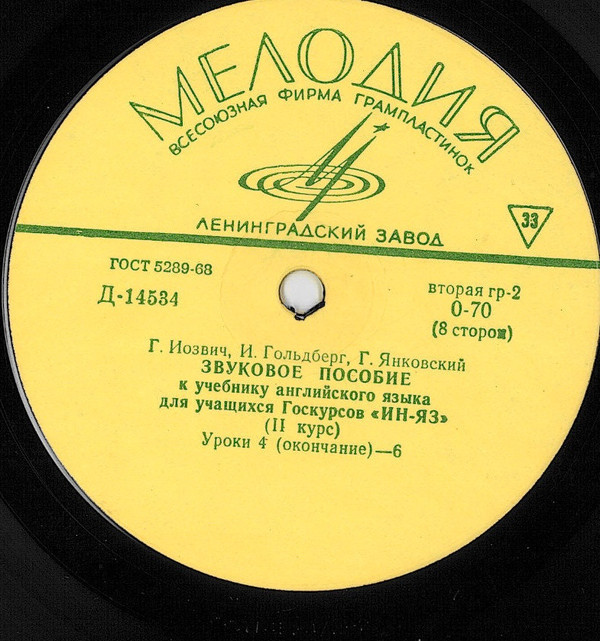 МЕЛОДИЯ
ВСЕСОЮЗНАЯ ФИРМА ГРАМПЛАСТИНОК
ЛЕНИНГРАДСКИЙ ЗАВОД
33
ГОСТ 5289-68
Д-14534
вторая гр-2
0-70
(8 сторон)
Г. Иозвич, И. Гольдберг, Г. Янковский
ЗВУКОВОЕ ПОСОБИЕ
к учебнику английского языка
для учащихся Госкурсов «ИН-ЯЗ»
(II курс)
Уроки 4 (окончание)—6